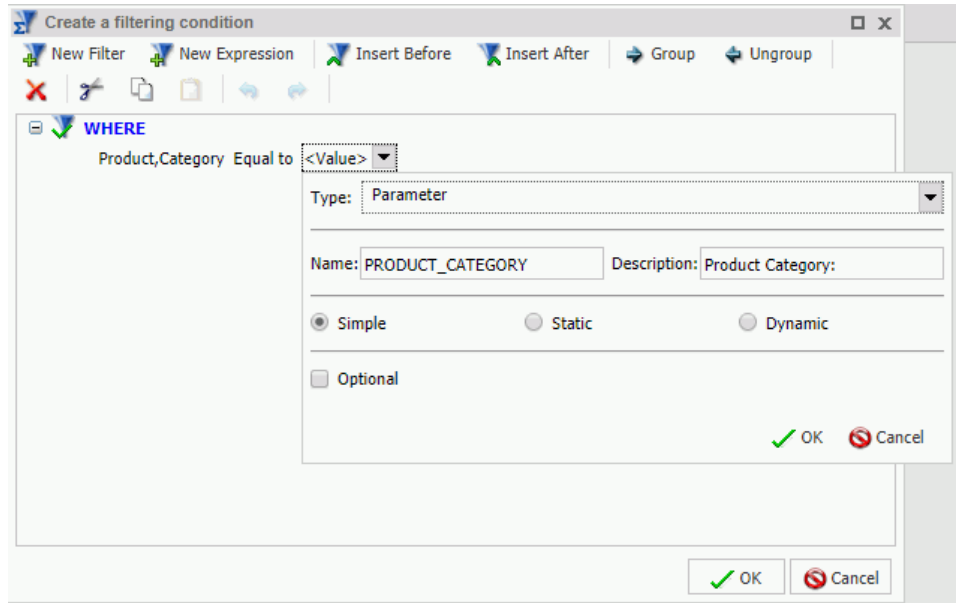 Create a filtering condition
New Filter New Expression Insert Before Insert After Group Ungroup
WHERE
Product,Category Equal to <Value>
Type: Parameter
Name: PRODUCT_CATEGORY Description: Product Category:
Simple Static Dynamic
Optional
OK Cancel
OK Cancel